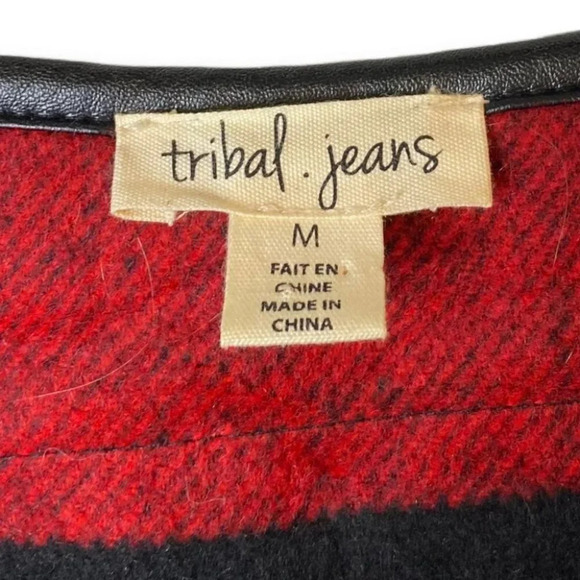 tribal . jeans
M
FAIT EN
CHINE
MADE IN
CHINA